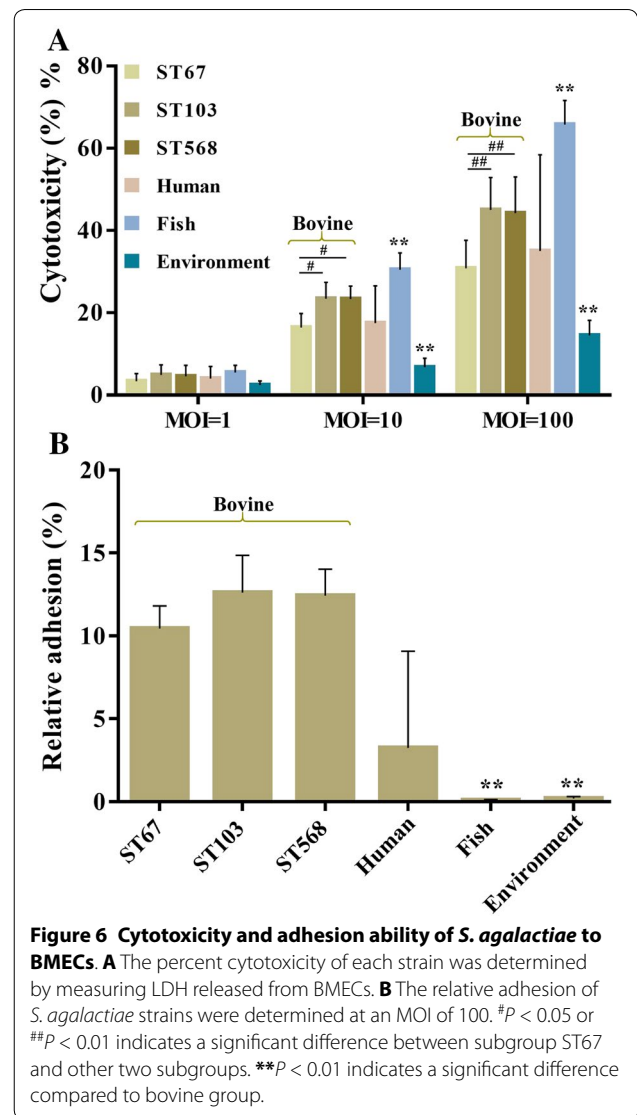 A
Cytotoxicity (%) %
80
60
40
20
0
ST67
ST103
ST568
Human
Fish
Environment
Bovine
#
#
**
**
Bovine
##
##
**
**
MOI=1
MOI=10
MOI=100
B
Relative adhesion (%)
20
15
10
5
0
Bovine
**
**
ST67
ST103
ST568
Human
Fish
Environment
Figure 6 Cytotoxicity and adhesion ability of S. agalactiae to
BMECs. A The percent cytotoxicity of each strain was determined
by measuring LDH released from BMECs. B The relative adhesion of
S. agalactiae strains were determined at an MOI of 100. #P < 0.05 or
##P < 0.01 indicates a significant difference between subgroup ST67
and other two subgroups. **P < 0.01 indicates a significant difference
compared to bovine group.